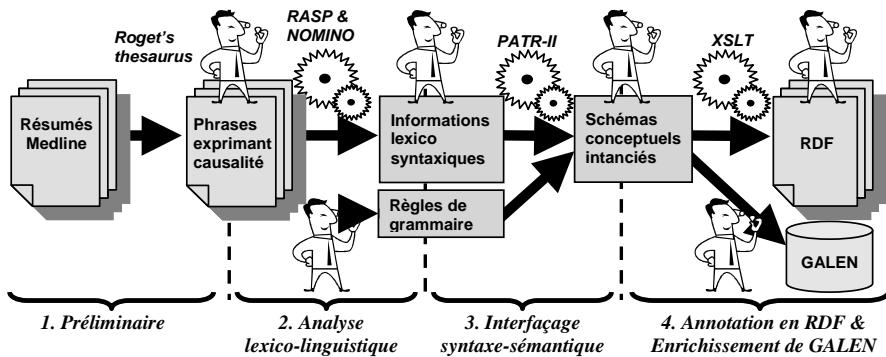 Roget's
thesaurus
RASP &
NOMINO
PATR-II
XSLT
Résumés
Medline
Phrases
exprimant
causalité
Informations
lexico
syntaxiques
Schémas
conceptuels
intanciés
RDF
Règles de
grammaire
GALEN
1. Préliminaire
2. Analyse
lexico-linguistique
3. Interfaçage
syntaxe-sémantique
4. Annotation en RDF &
Enrichissement de GALEN